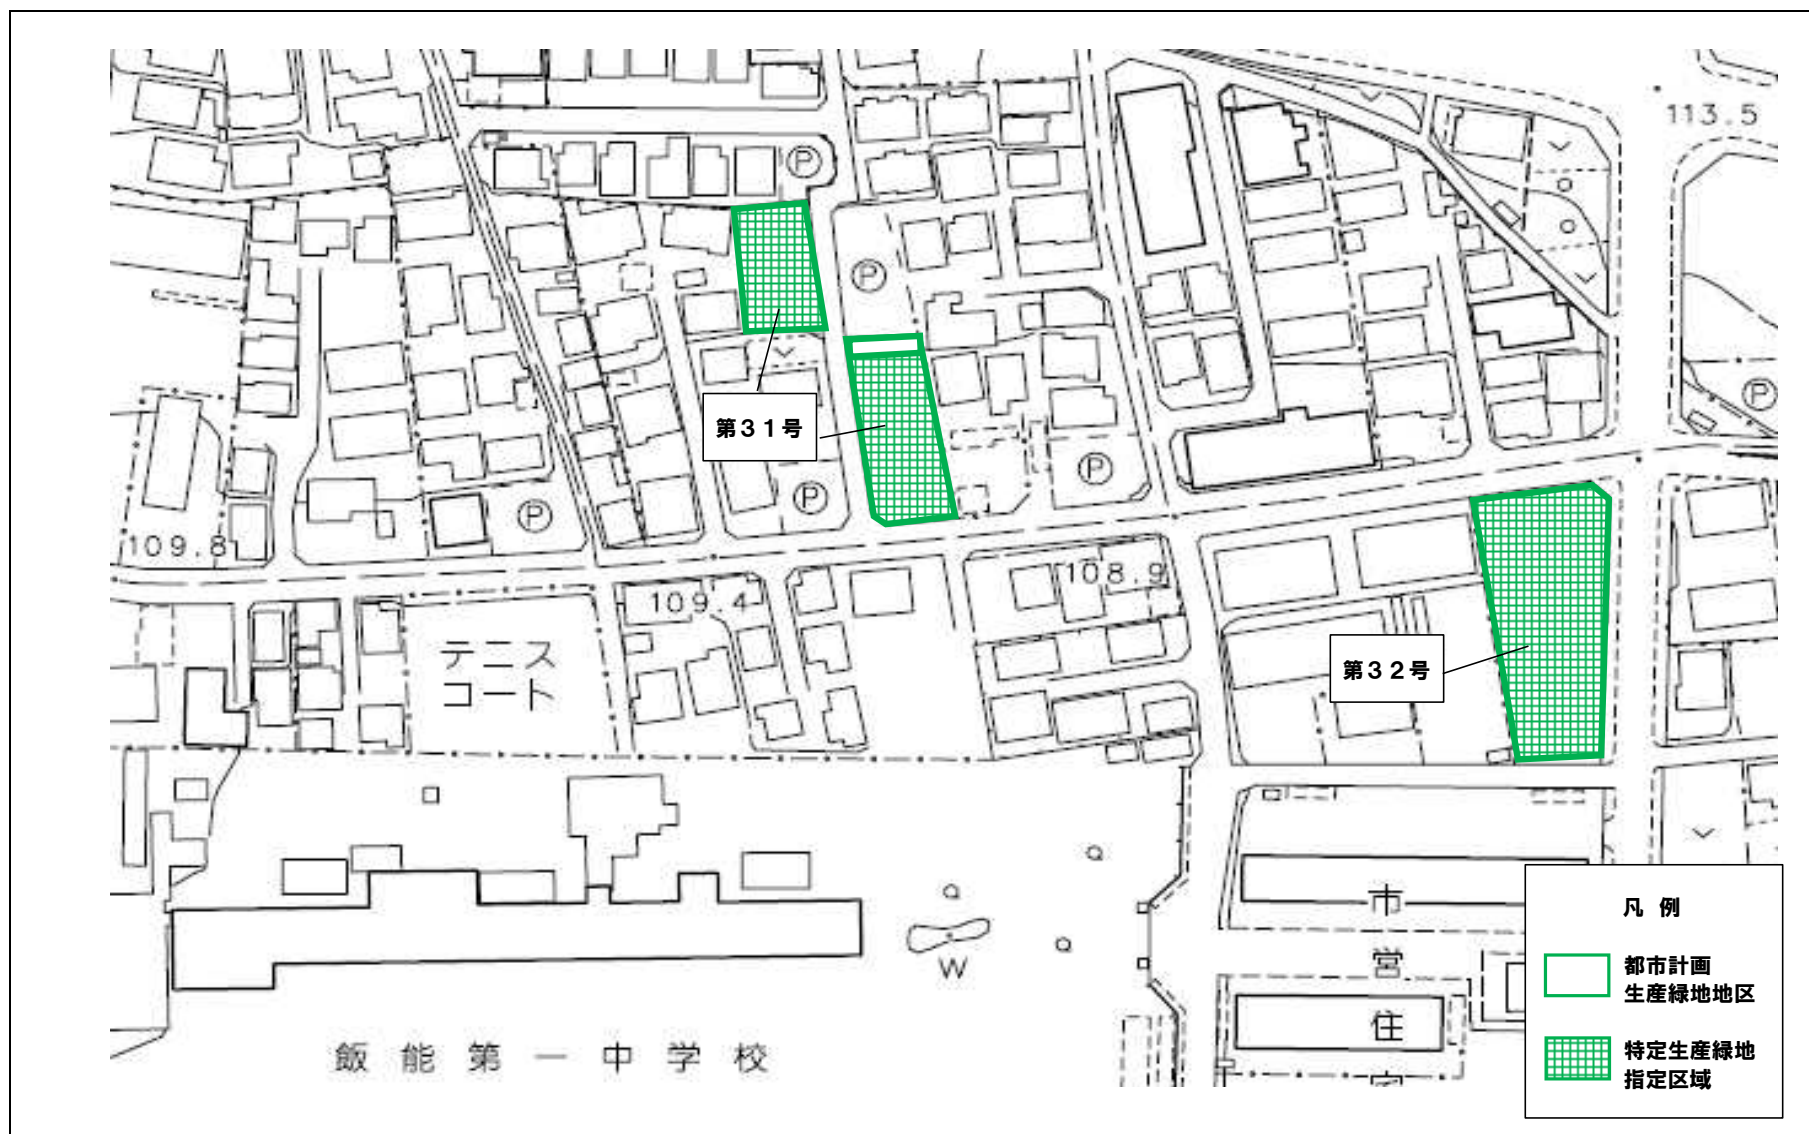 113.5
P
P
P
第31号
P
P
P
109.8
108.9
109.4
テニス
コート
第32号
市
営
住
W
飯能第一中学校
凡 例
都市計画
生産緑地地区
特定生産緑地
指定区域